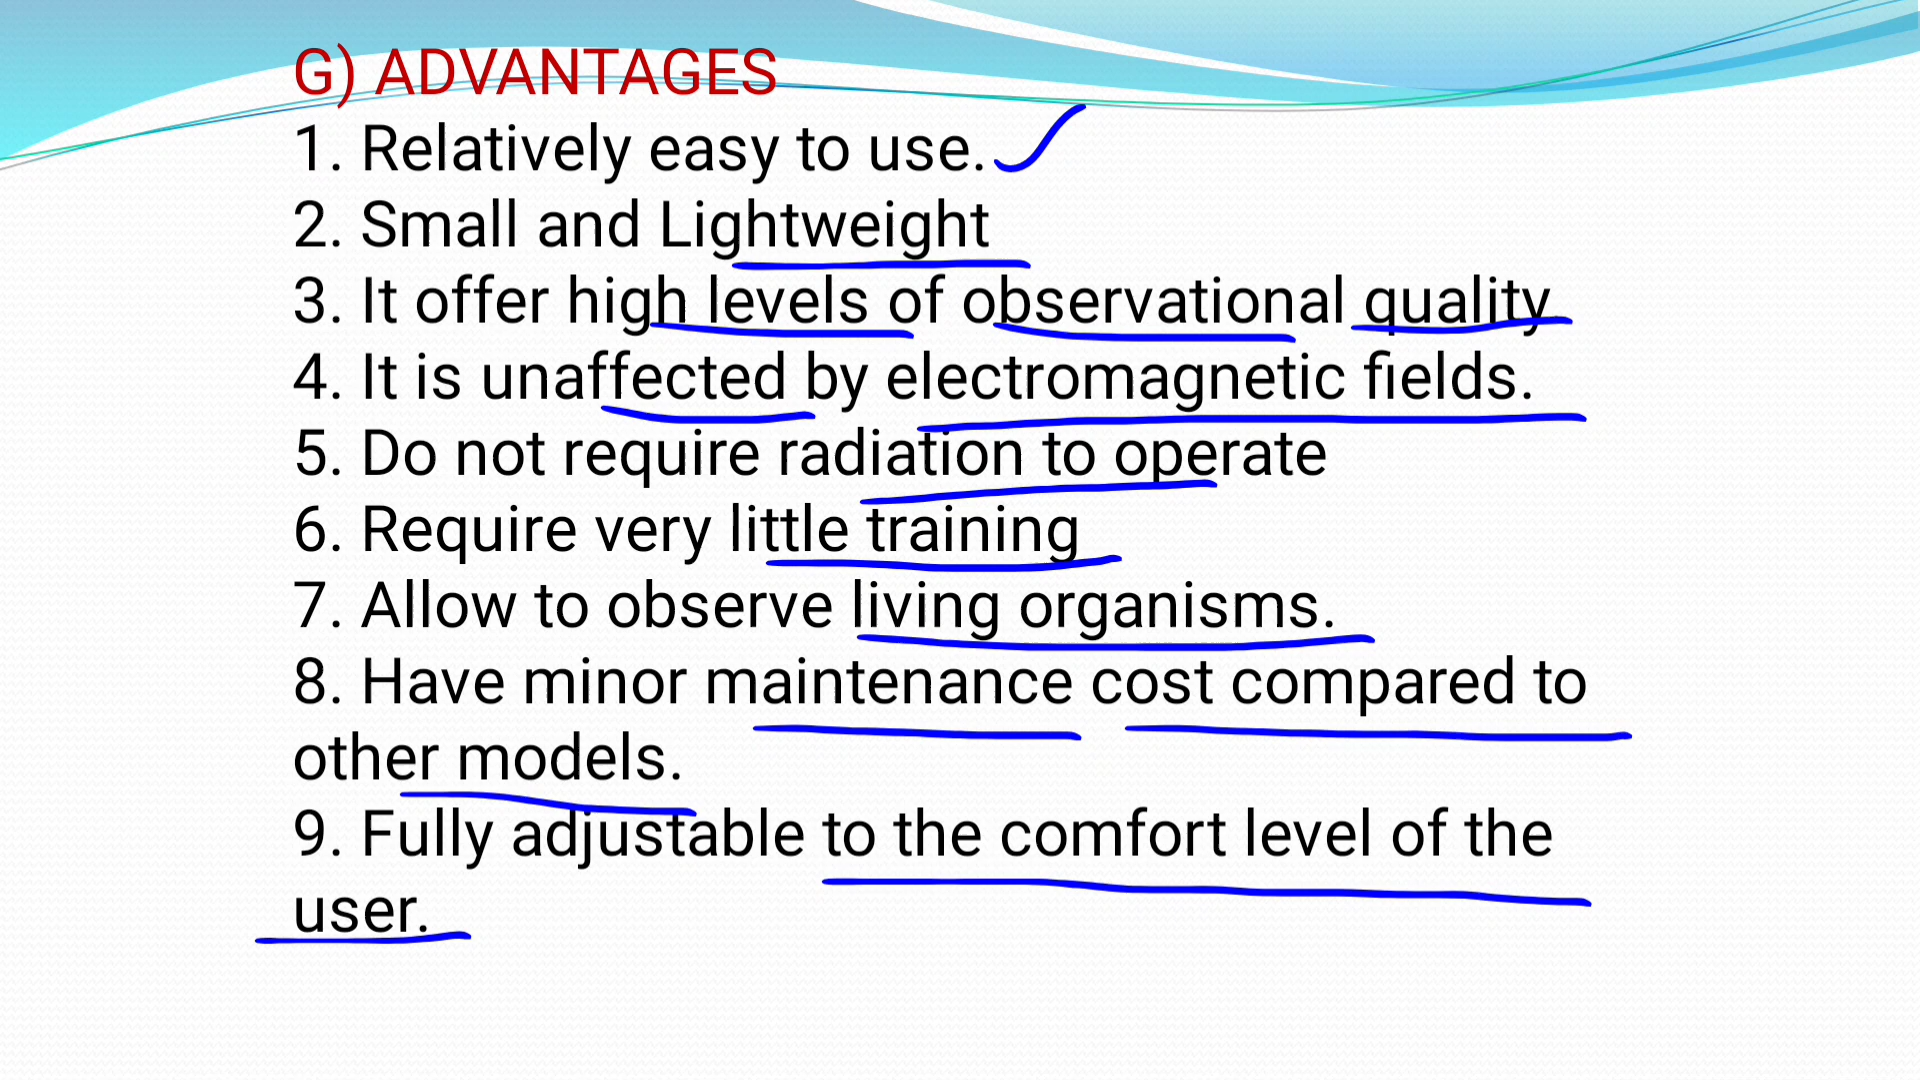 G) ADVANTAGES
1. Relatively easy to use.
2. Small and Lightweight
3. It offer high levels of observational quality
4. It is unaffected by electromagnetic fields.
5. Do not require radiation to operate
6. Require very little training
7. Allow to observe living organisms.
8. Have minor maintenance cost compared to
other models.
9. Fully adjustable to the comfort level of the
user.